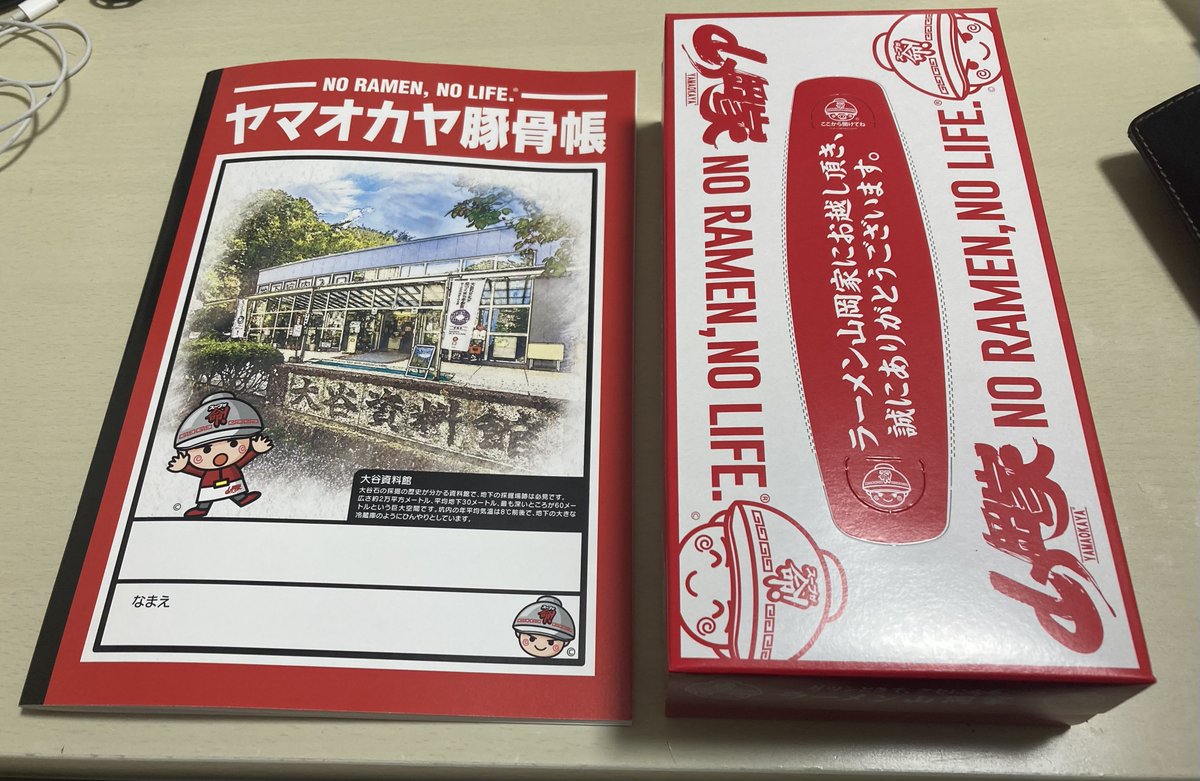 NO RAMEN, NO LIFE.®
ヤマオカヤ豚骨帳
大谷資料館
大谷資料館
大谷石の採掘の歴史が分かる資料館で、地下の採掘場跡は必見です。
広さ約2万平方メートル、平均地下30メートル、最も深いところが60メー
トルという巨大空間です。坑内の年平均気温は8℃前後で、地下の大きな
冷蔵庫のようにひんやりとしています。
©
なまえ
©
山岡家
YAMAOKAYA
NO RAMEN, NO LIFE.®
ここから開けてね
ラーメン山岡家にお越し頂き、
誠にありがとうございます。
NO RAMEN, NO LIFE.®
山岡家
YAMAOKAYA
©
©